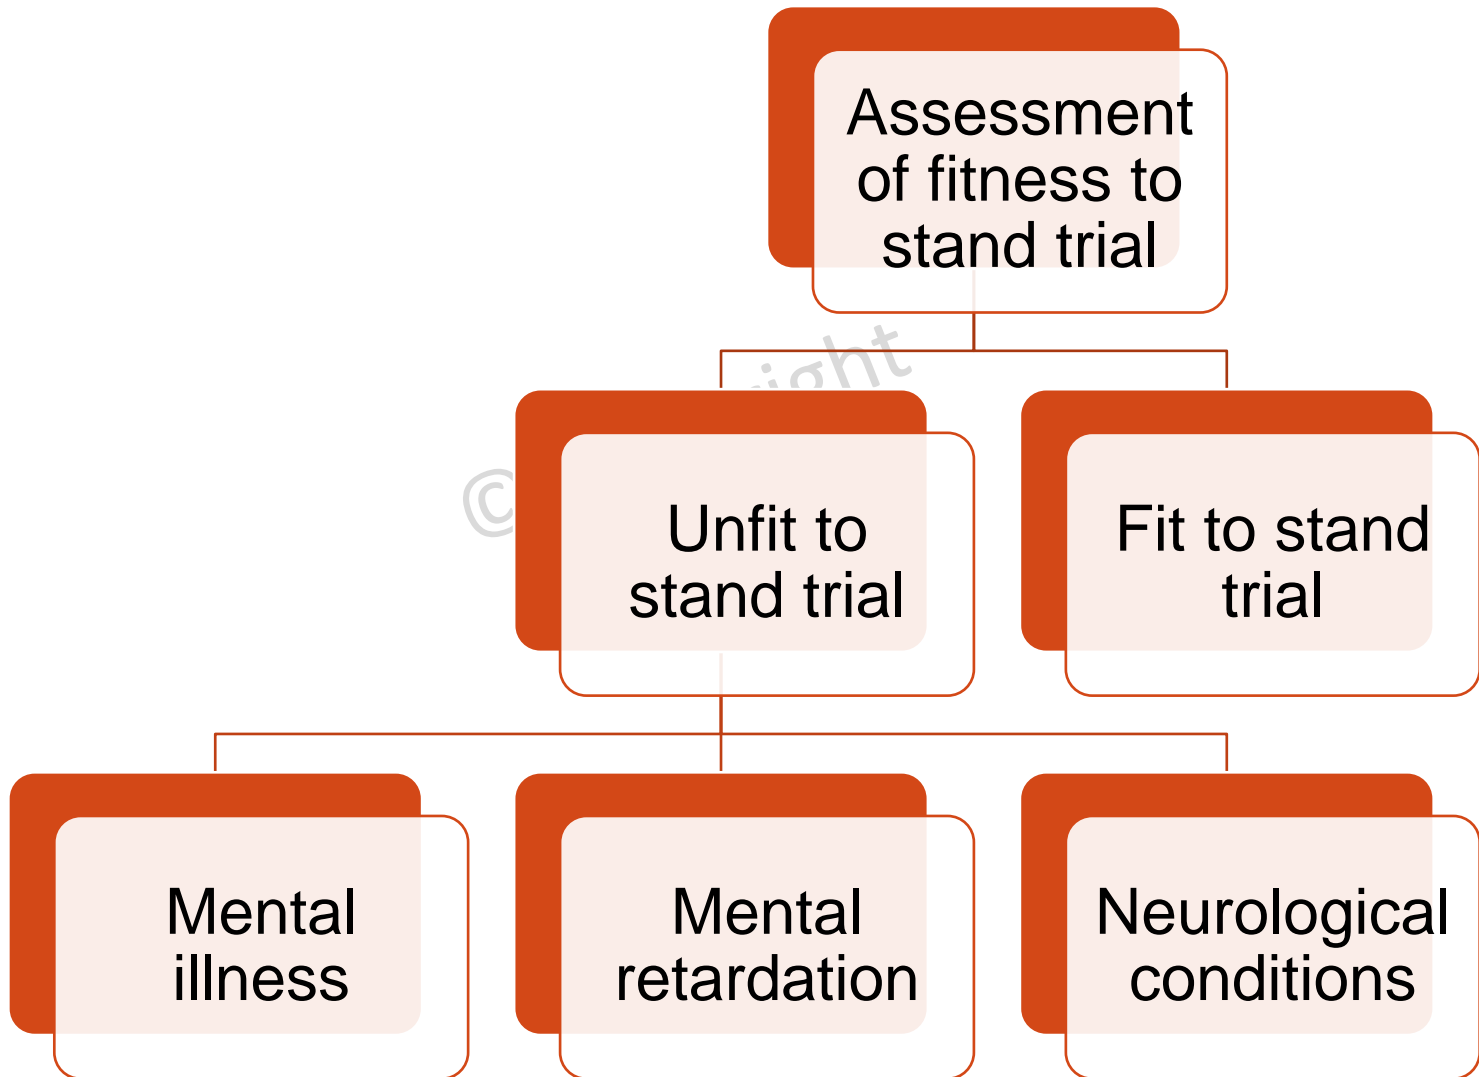 Assessment
of fitness to
stand trial
©
ight
Unfit to
stand trial
Fit to stand
trial
Mental
illness
Mental
retardation
Neurological
conditions